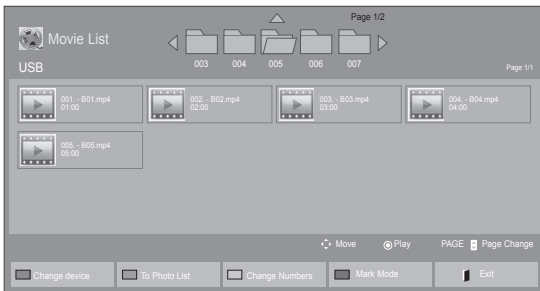 Page 1/2
Movie List
003 004 005 006 007
USB
Page 1/1
001. - B01.mp4
01:00
002. - B02.mp4
02:00
003. - B03.mp4
03:00
004. - B04.mp4
04:00
005. - B05.mp4
05:00
Move Play PAGE Page Change
Change device To Photo List Change Numbers Mark Mode Exit